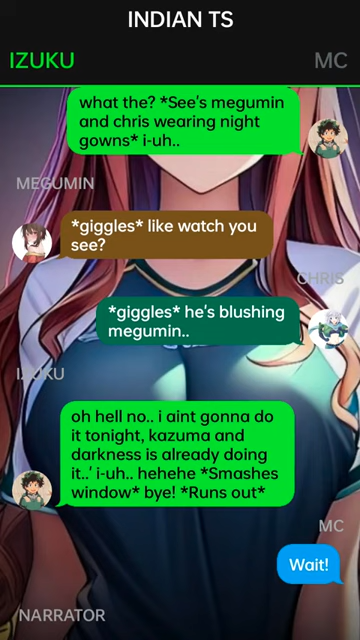 INDIAN TS
IZUKU
MC
what the? *See's megumin
and chris wearing night
gowns* i-uh..
MEGUMIN
*giggles* like watch you
see?
CHRIS
*giggles* he's blushing
megumin..
IZUKU
oh hell no.. i aint gonna do
it tonight, kazuma and
darkness is already doing
it..' i-uh.. hehehe *Smashes
window* bye! *Runs out*
MC
Wait!
NARRATOR